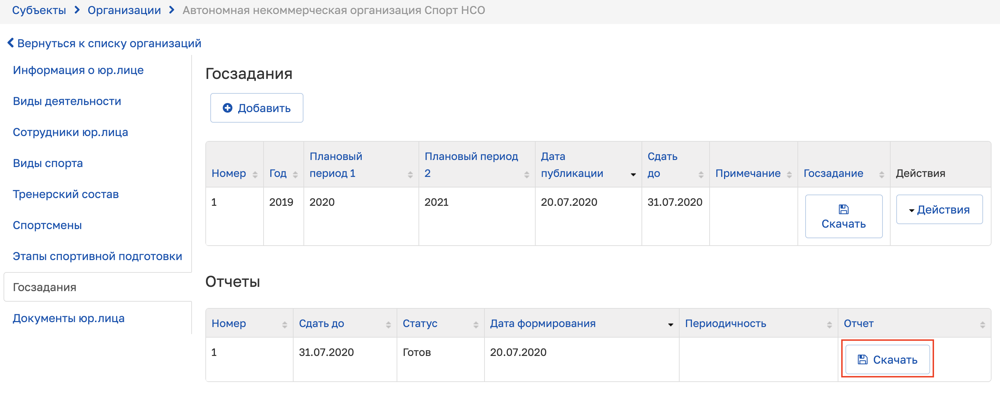 Субъекты Организации Автономная некоммерческая организация Спорт НСО
Вернуться к списку организаций
Информация о юр.лице
Виды деятельности
Сотрудники юр.лица
Виды спорта
Тренерский состав
Спортсмены
Этапы спортивной подготовки
Госзадания
Документы юр.лица
Госзадания
Добавить
Номер Год Плановый период 1 Плановый период 2 Дата публикации Сдать до Примечание Госзадание Действия
1 2019 2020 2021 20.07.2020 31.07.2020 Скачать Действия
Отчеты
Номер Сдать до Статус Дата формирования Периодичность Отчет
1 31.07.2020 Готов 20.07.2020 Скачать